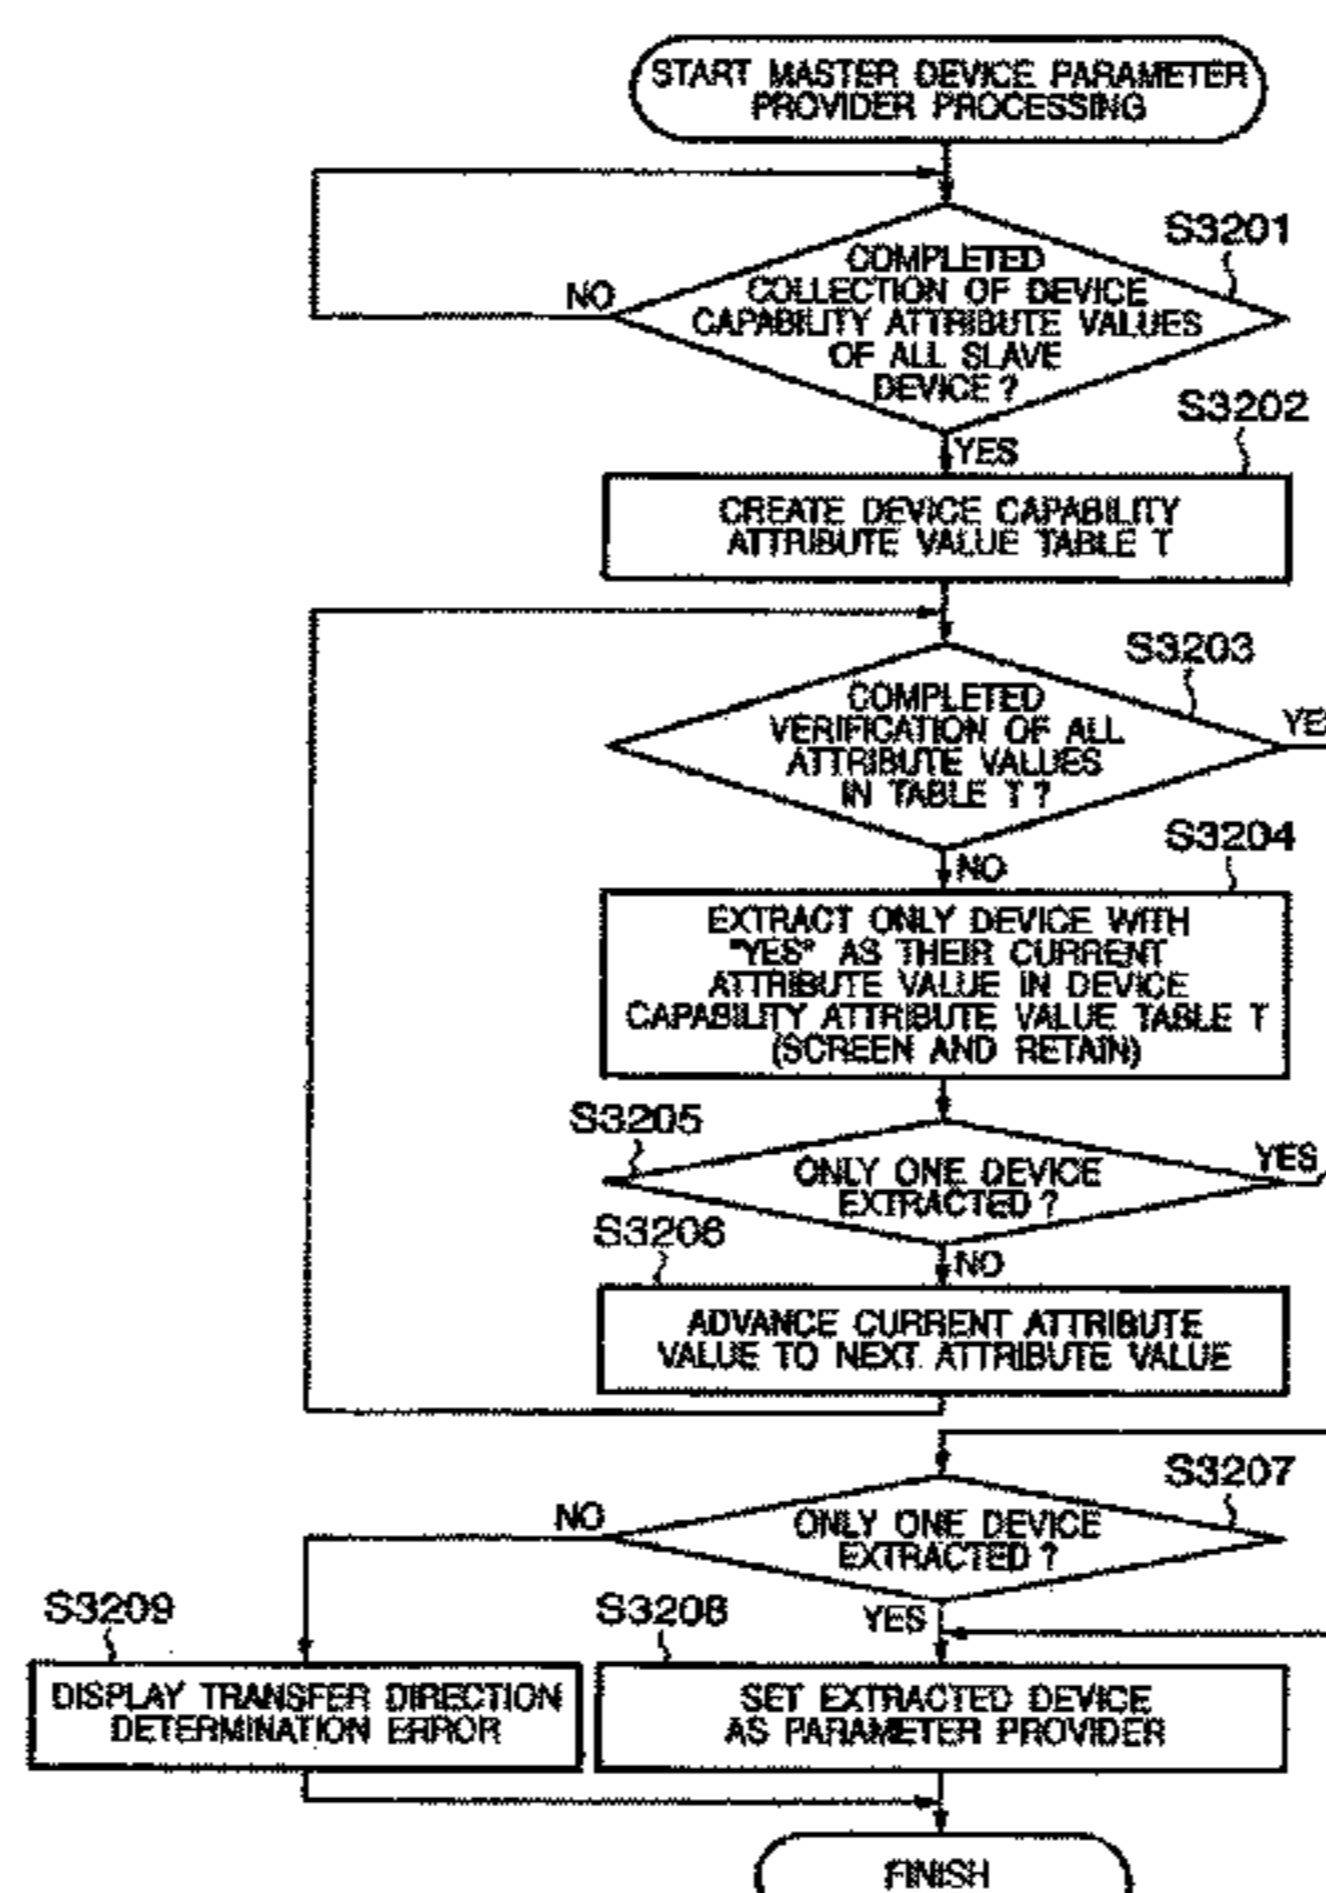 START MASTER DEVICE PARAMETER
PROVIDER PROCESSING
S3201
COMPLETED
COLLECTION OF DEVICE
CAPABILITY ATTRIBUTE VALUES
OF ALL SLAVE
DEVICE?
NO
YES
S3202
CREATE DEVICE CAPABILITY
ATTRIBUTE VALUE TABLE T
S3203
COMPLETED
VERIFICATION OF ALL
ATTRIBUTE VALUES
IN TABLE T?
YES
NO
S3204
EXTRACT ONLY DEVICE WITH
"YES" AS THEIR CURRENT
ATTRIBUTE VALUE IN DEVICE
CAPABILITY ATTRIBUTE VALUE TABLE T
(SCREEN AND RETAIN)
S3205
ONLY ONE DEVICE
EXTRACTED?
YES
NO
S3206
ADVANCE CURRENT ATTRIBUTE
VALUE TO NEXT ATTRIBUTE VALUE
S3207
ONLY ONE DEVICE
EXTRACTED?
NO
YES
S3209
DISPLAY TRANSFER DIRECTION
DETERMINATION ERROR
S3208
SET EXTRACTED DEVICE
AS PARAMETER PROVIDER
FINISH